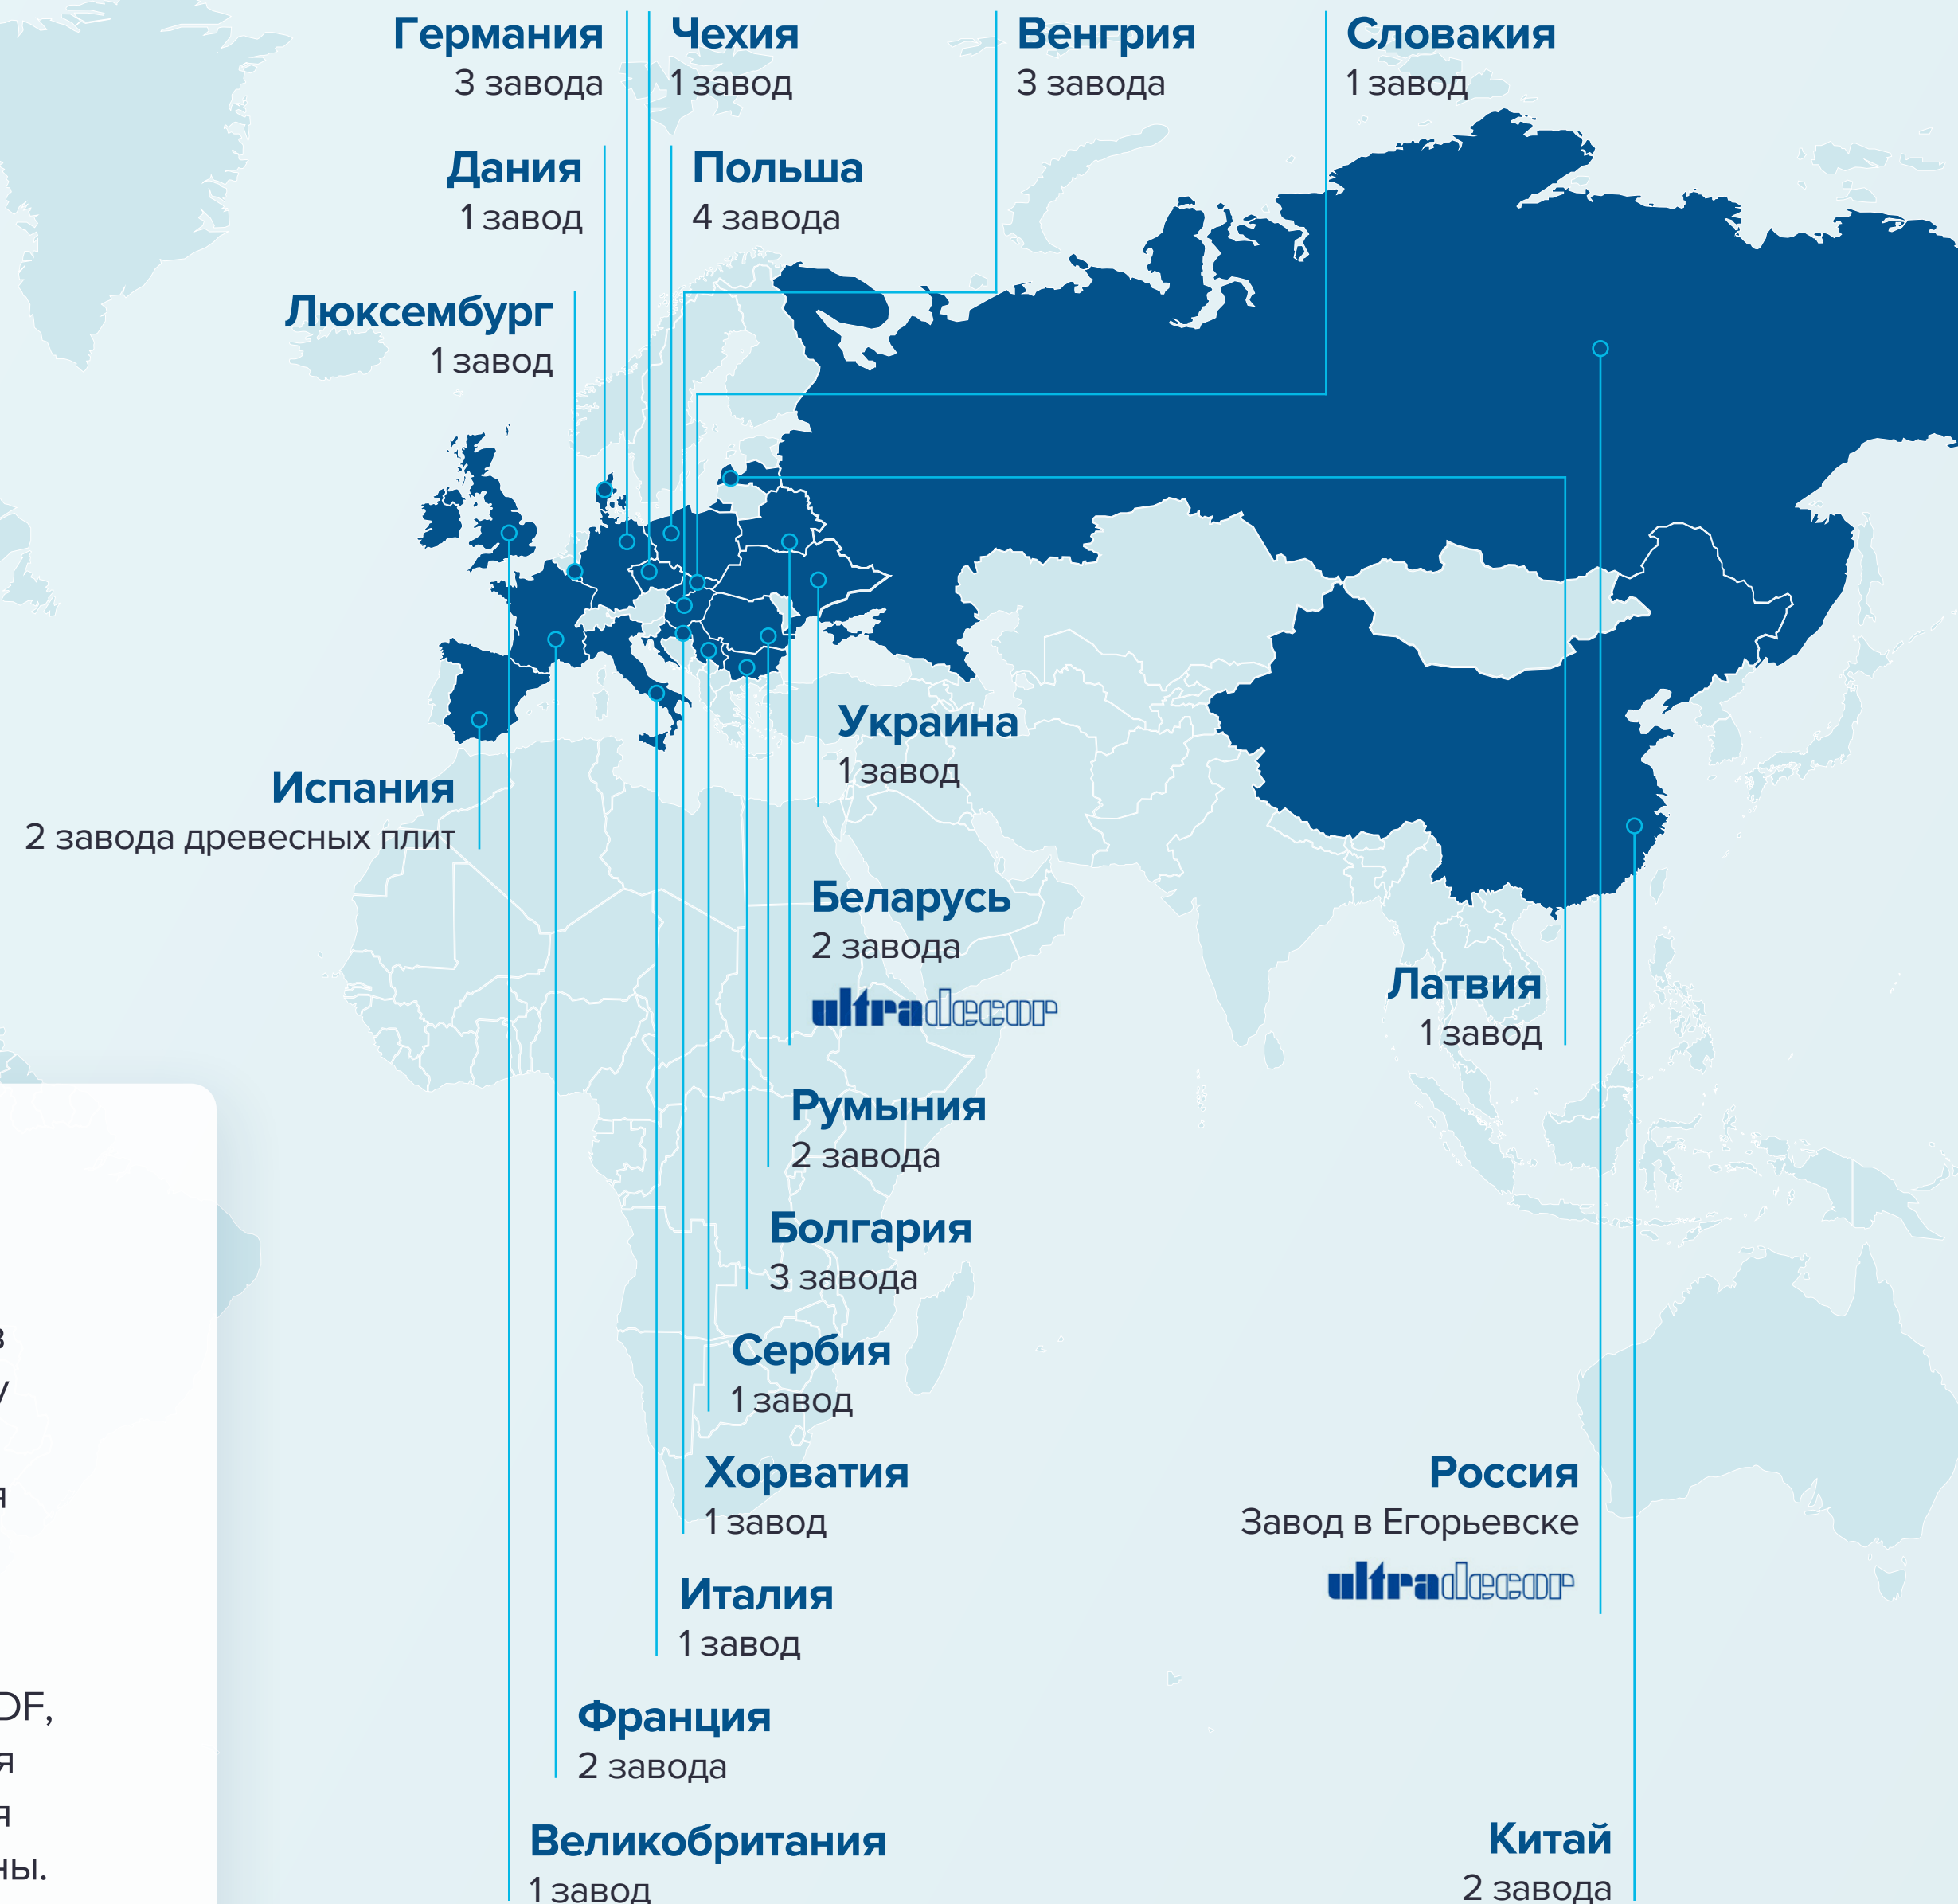 Германия
3 завода
Чехия
1 завод
Венгрия
3 завода
Словакия
1 завод
Дания
1 завод
Польша
4 завода
Люксембург
1 завод
Украина
1 завод
Испания
2 завода древесных плит
Беларусь
2 завода
ultradecor
Латвия
1 завод
Румыния
2 завода
Болгария
3 завода
Сербия
1 завод
Хорватия
1 завод
Россия
Завод в Егорьевске
ultradecor
Италия
1 завод
Франция
2 завода
Великобритания
1 завод
Китай
2 завода
в
у
я
DF,
я
я
ны.